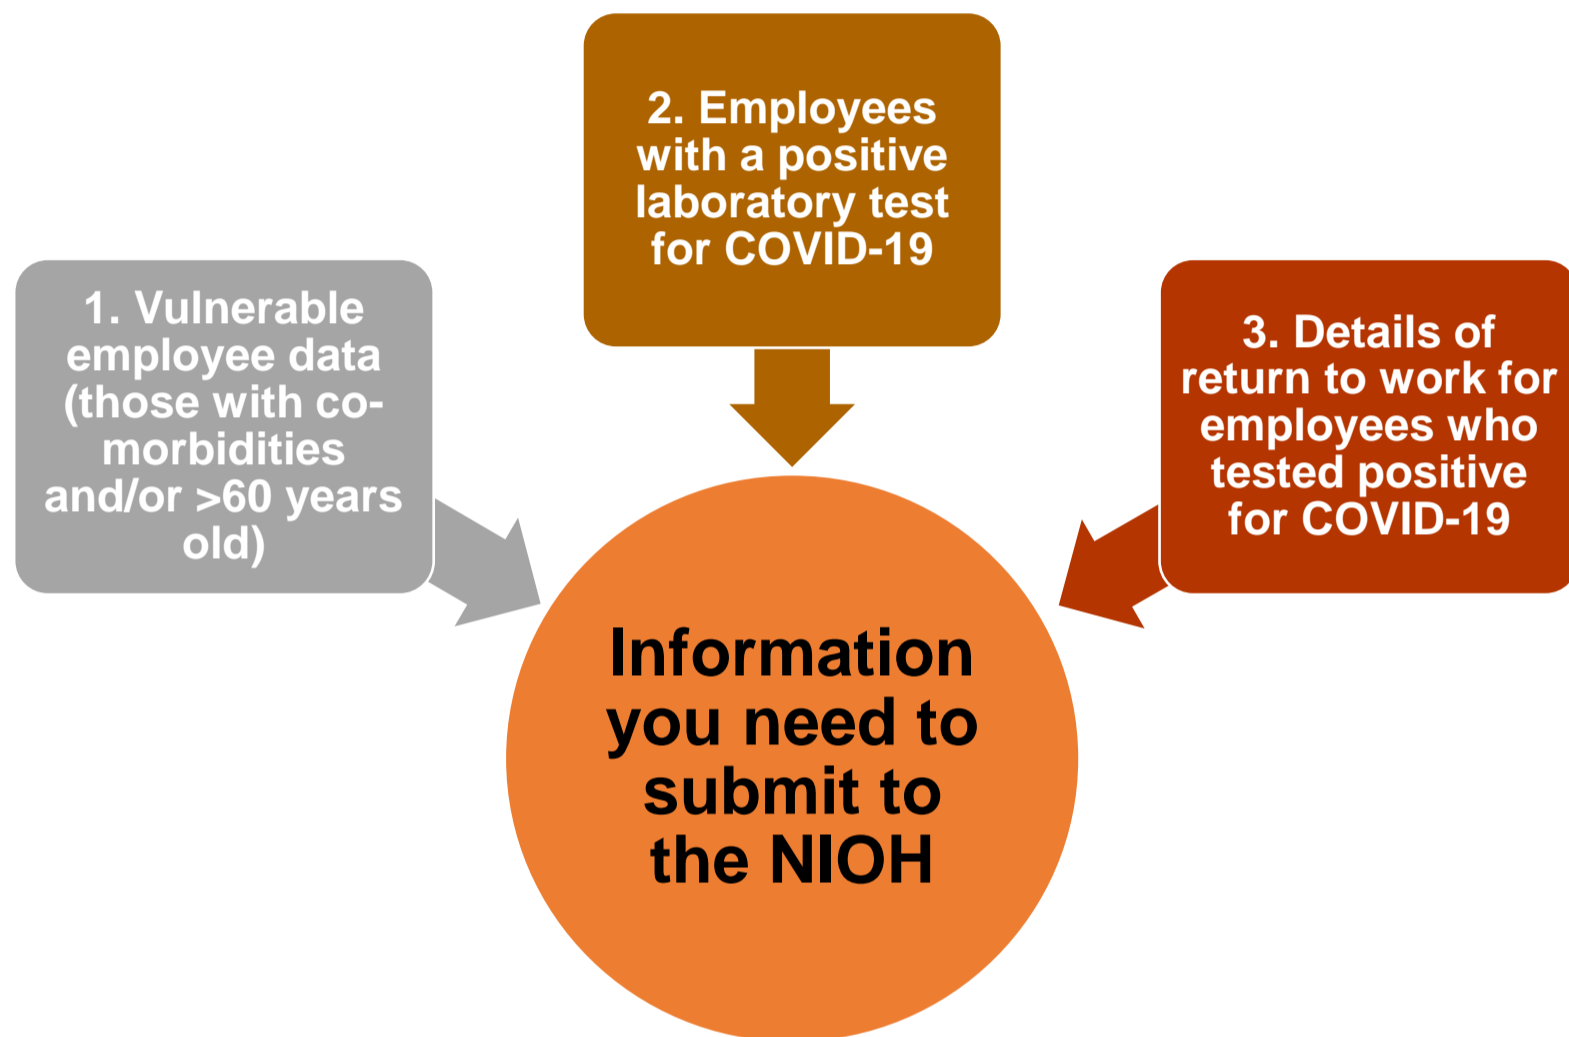 1. Vulnerable
employee data
(those with co-
morbidities
and/or >60 years
old)
2. Employees
with a positive
laboratory test
for COVID-19
3. Details of
return to work for
employees who
tested positive
for COVID-19
Information
you need to
submit to
the NIOH